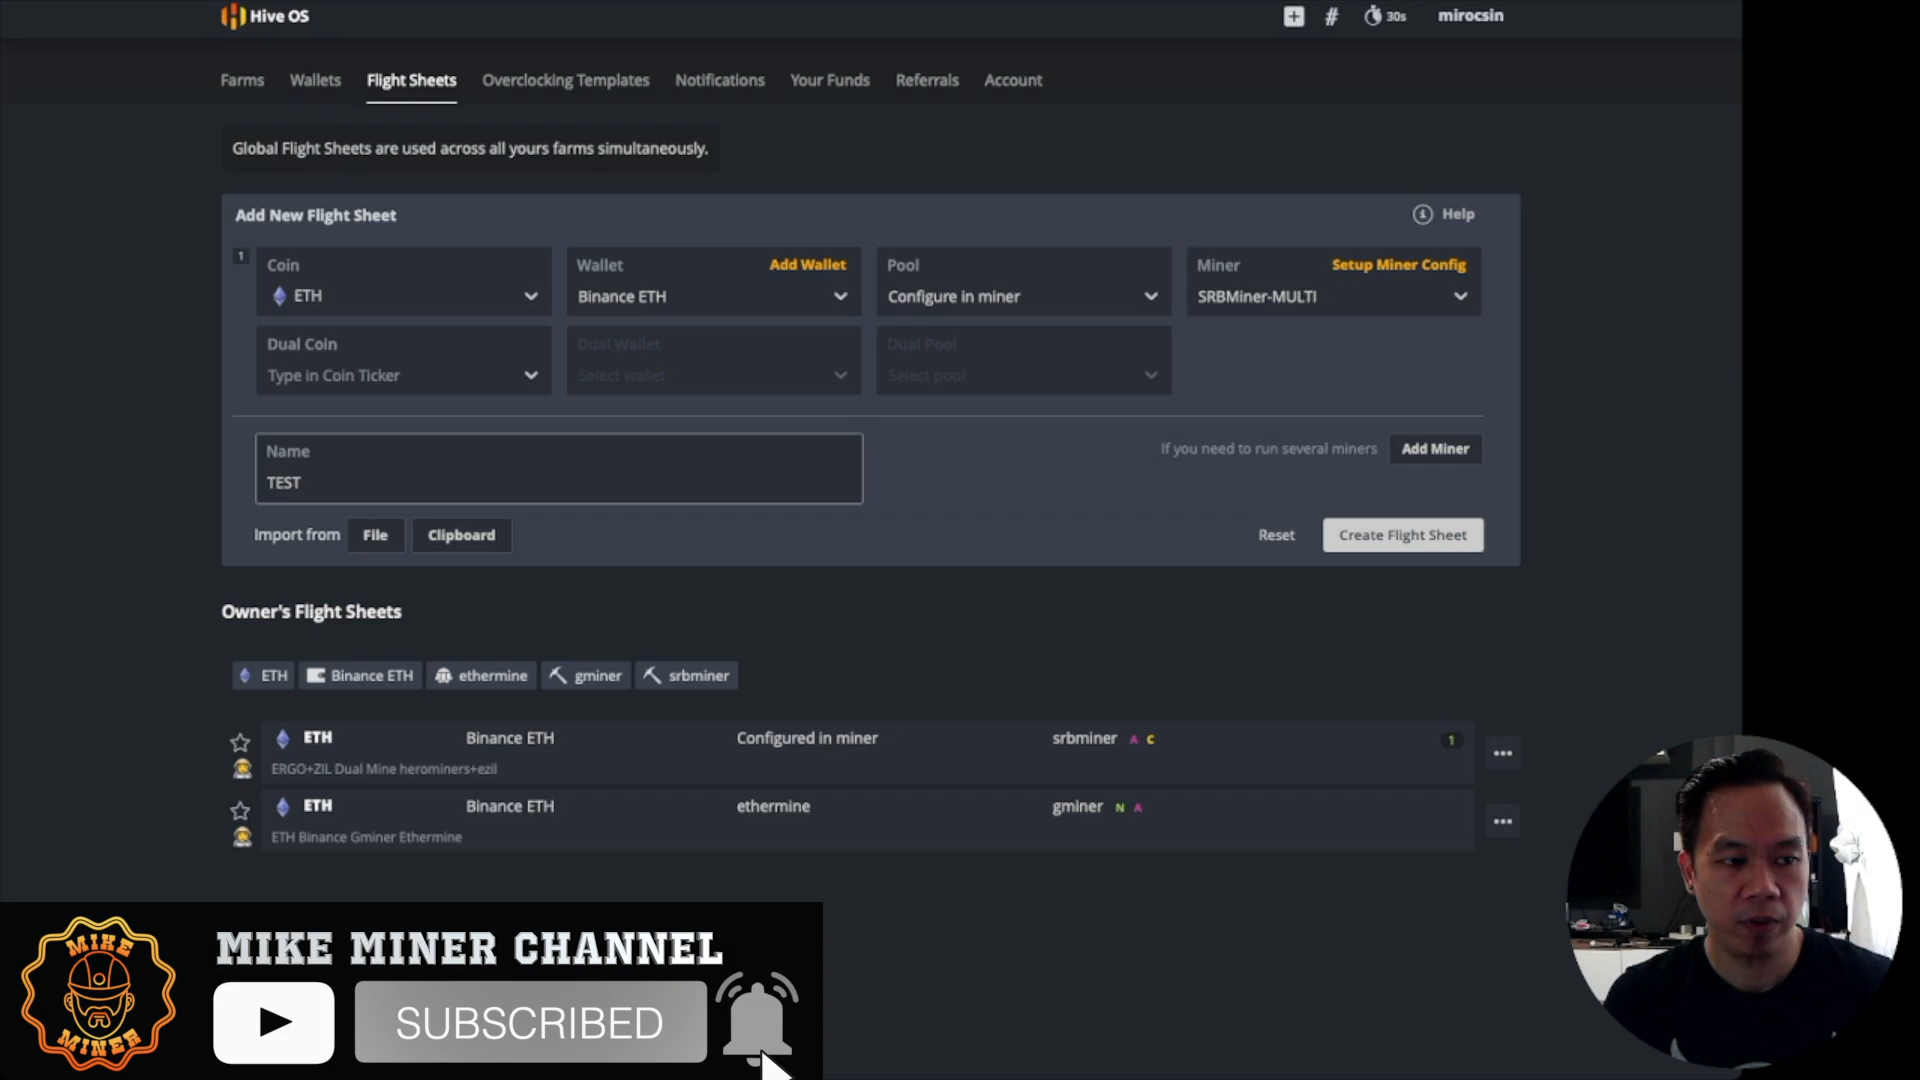 Hive OS
30s
mirocsin
Farms Wallets Flight Sheets Overclocking Templates Notifications Your Funds Referrals Account
Global Flight Sheets are used across all yours farms simultaneously.
Add New Flight Sheet
Help
1
Coin
ETH
Wallet Add Wallet
Binance ETH
Pool
Configure in miner
Miner Setup Miner Config
SRBMiner-MULTI
Dual Coin
Type in Coin Ticker
Dual Wallet
Select wallet
Dual Pool
Select pool
Name
TEST
If you need to run several miners Add Miner
Import from File Clipboard
Reset Create Flight Sheet
Owner's Flight Sheets
ETH Binance ETH ethermine gminer srbminer
ETH Binance ETH Configured in miner srbminer A C 1
ERGO+ZIL Dual Mine herominers+ezil
ETH Binance ETH ethermine gminer N A
ETH Binance Gminer Ethermine
MIKE MINER CHANNEL
SUBSCRIBED
MIKE
MINER